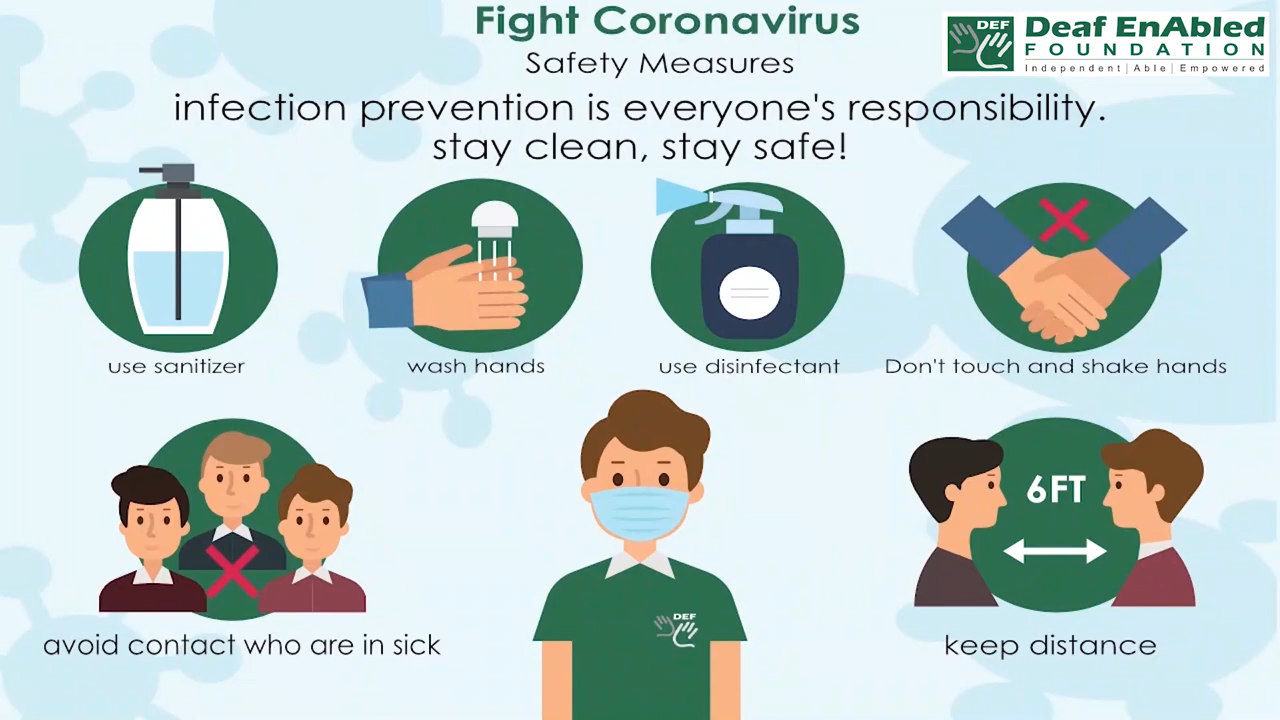 Fight Coronavirus
Safety Measures
infection prevention is everyone's responsibility.
stay clean, stay safe!
DEF
Deaf EnAbled
FOUNDATION
Independent | Able | Empowered
use sanitizer
wash hands
use disinfectant
Don't touch and shake hands
6FT
DEF
avoid contact who are in sick
keep distance